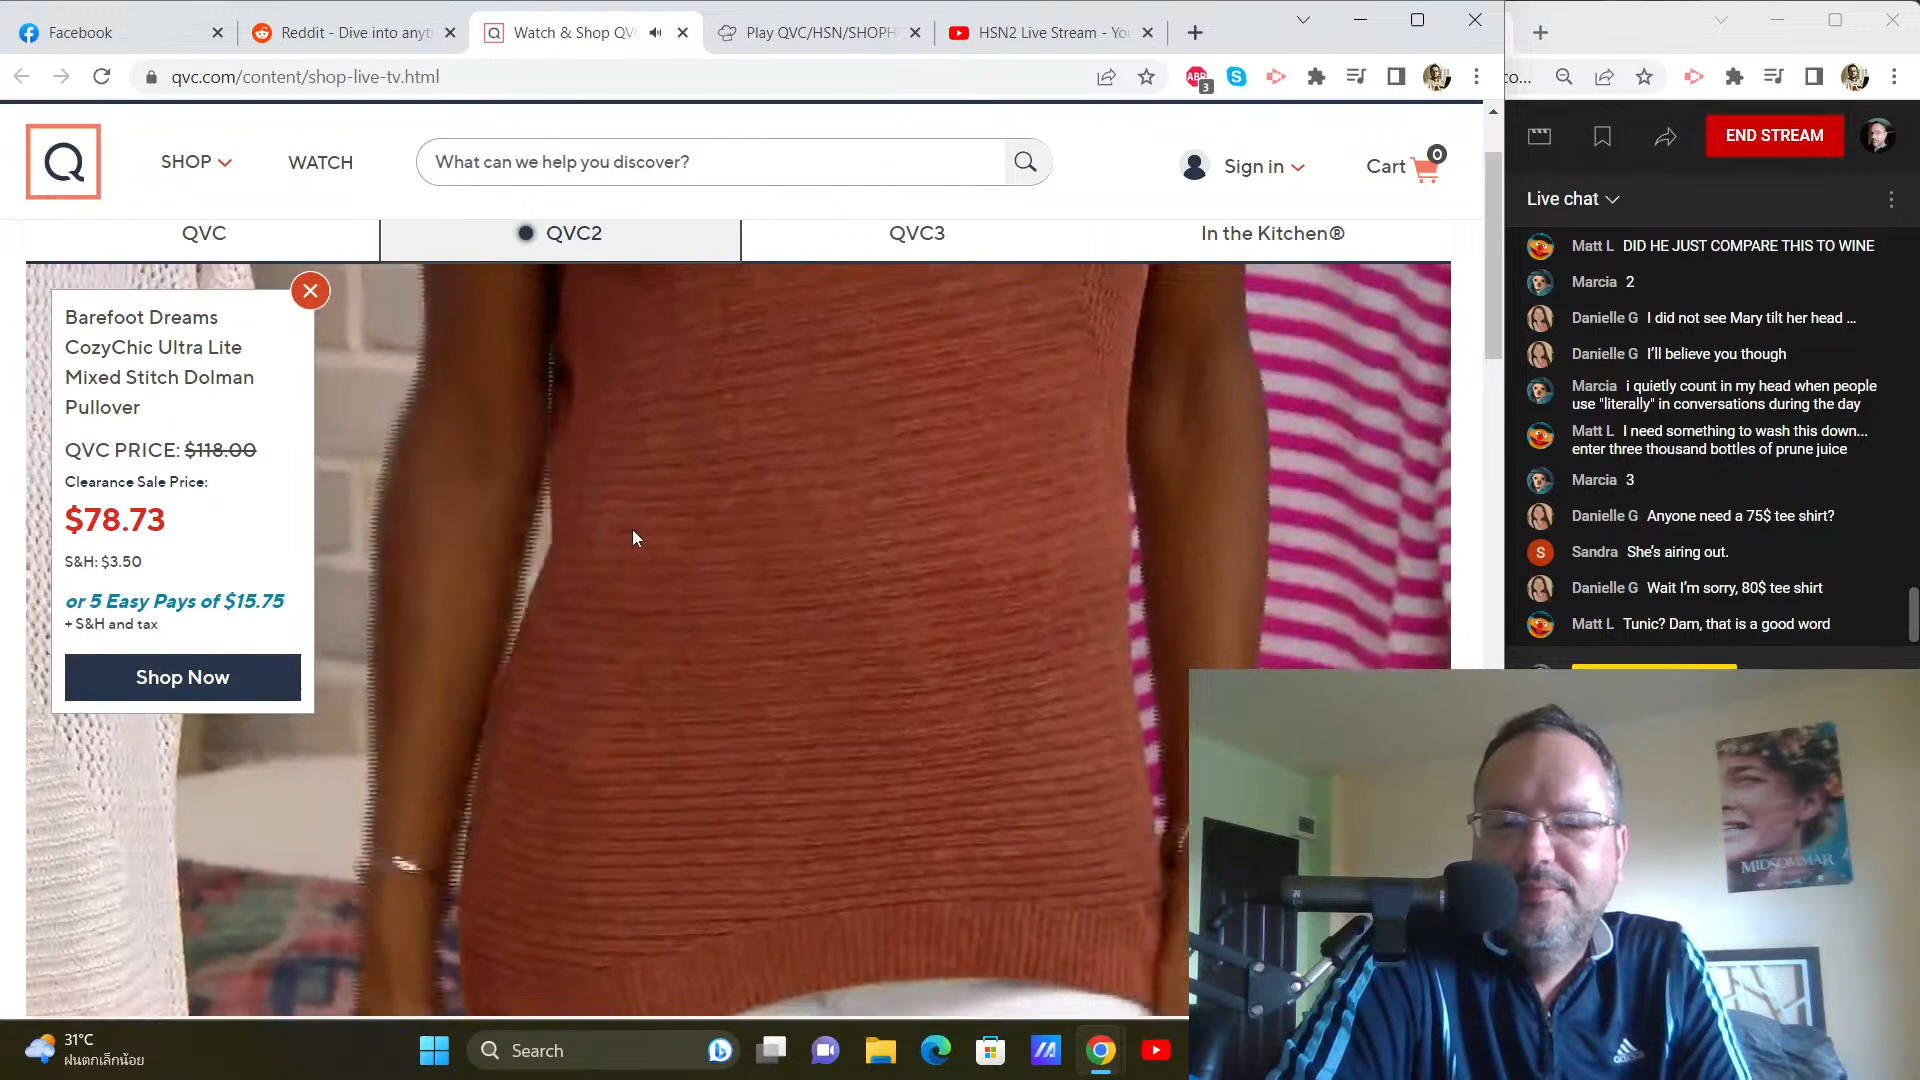 Facebook
Reddit - Dive into anyt
Watch & Shop QV
Play QVC/HSN/SHOPH
HSN2 Live Stream - Yo
qvc.com/content/shop-live-tv.html
ABP
3
S
co...
Q
SHOP
WATCH
What can we help you discover?
Sign in
Cart
0
QVC
QVC2
QVC3
In the Kitchen®
Barefoot Dreams
CozyChic Ultra Lite
Mixed Stitch Dolman
Pullover
QVC PRICE: $118.00
Clearance Sale Price:
$78.73
S&H: $3.50
or 5 Easy Pays of $15.75
+ S&H and tax
Shop Now
END STREAM
Live chat
Matt L DID HE JUST COMPARE THIS TO WINE
Marcia 2
Danielle G I did not see Mary tilt her head ...
Danielle G I'll believe you though
Marcia i quietly count in my head when people
use "literally" in conversations during the day
Matt L I need something to wash this down...
enter three thousand bottles of prune juice
Marcia 3
Danielle G Anyone need a 75$ tee shirt?
S
Sandra She's airing out.
Danielle G Wait I'm sorry, 80$ tee shirt
Matt L Tunic? Dam, that is a good word
MIDSOMMAR
adidas
31°C
ฝนตกเล็กน้อย
Search